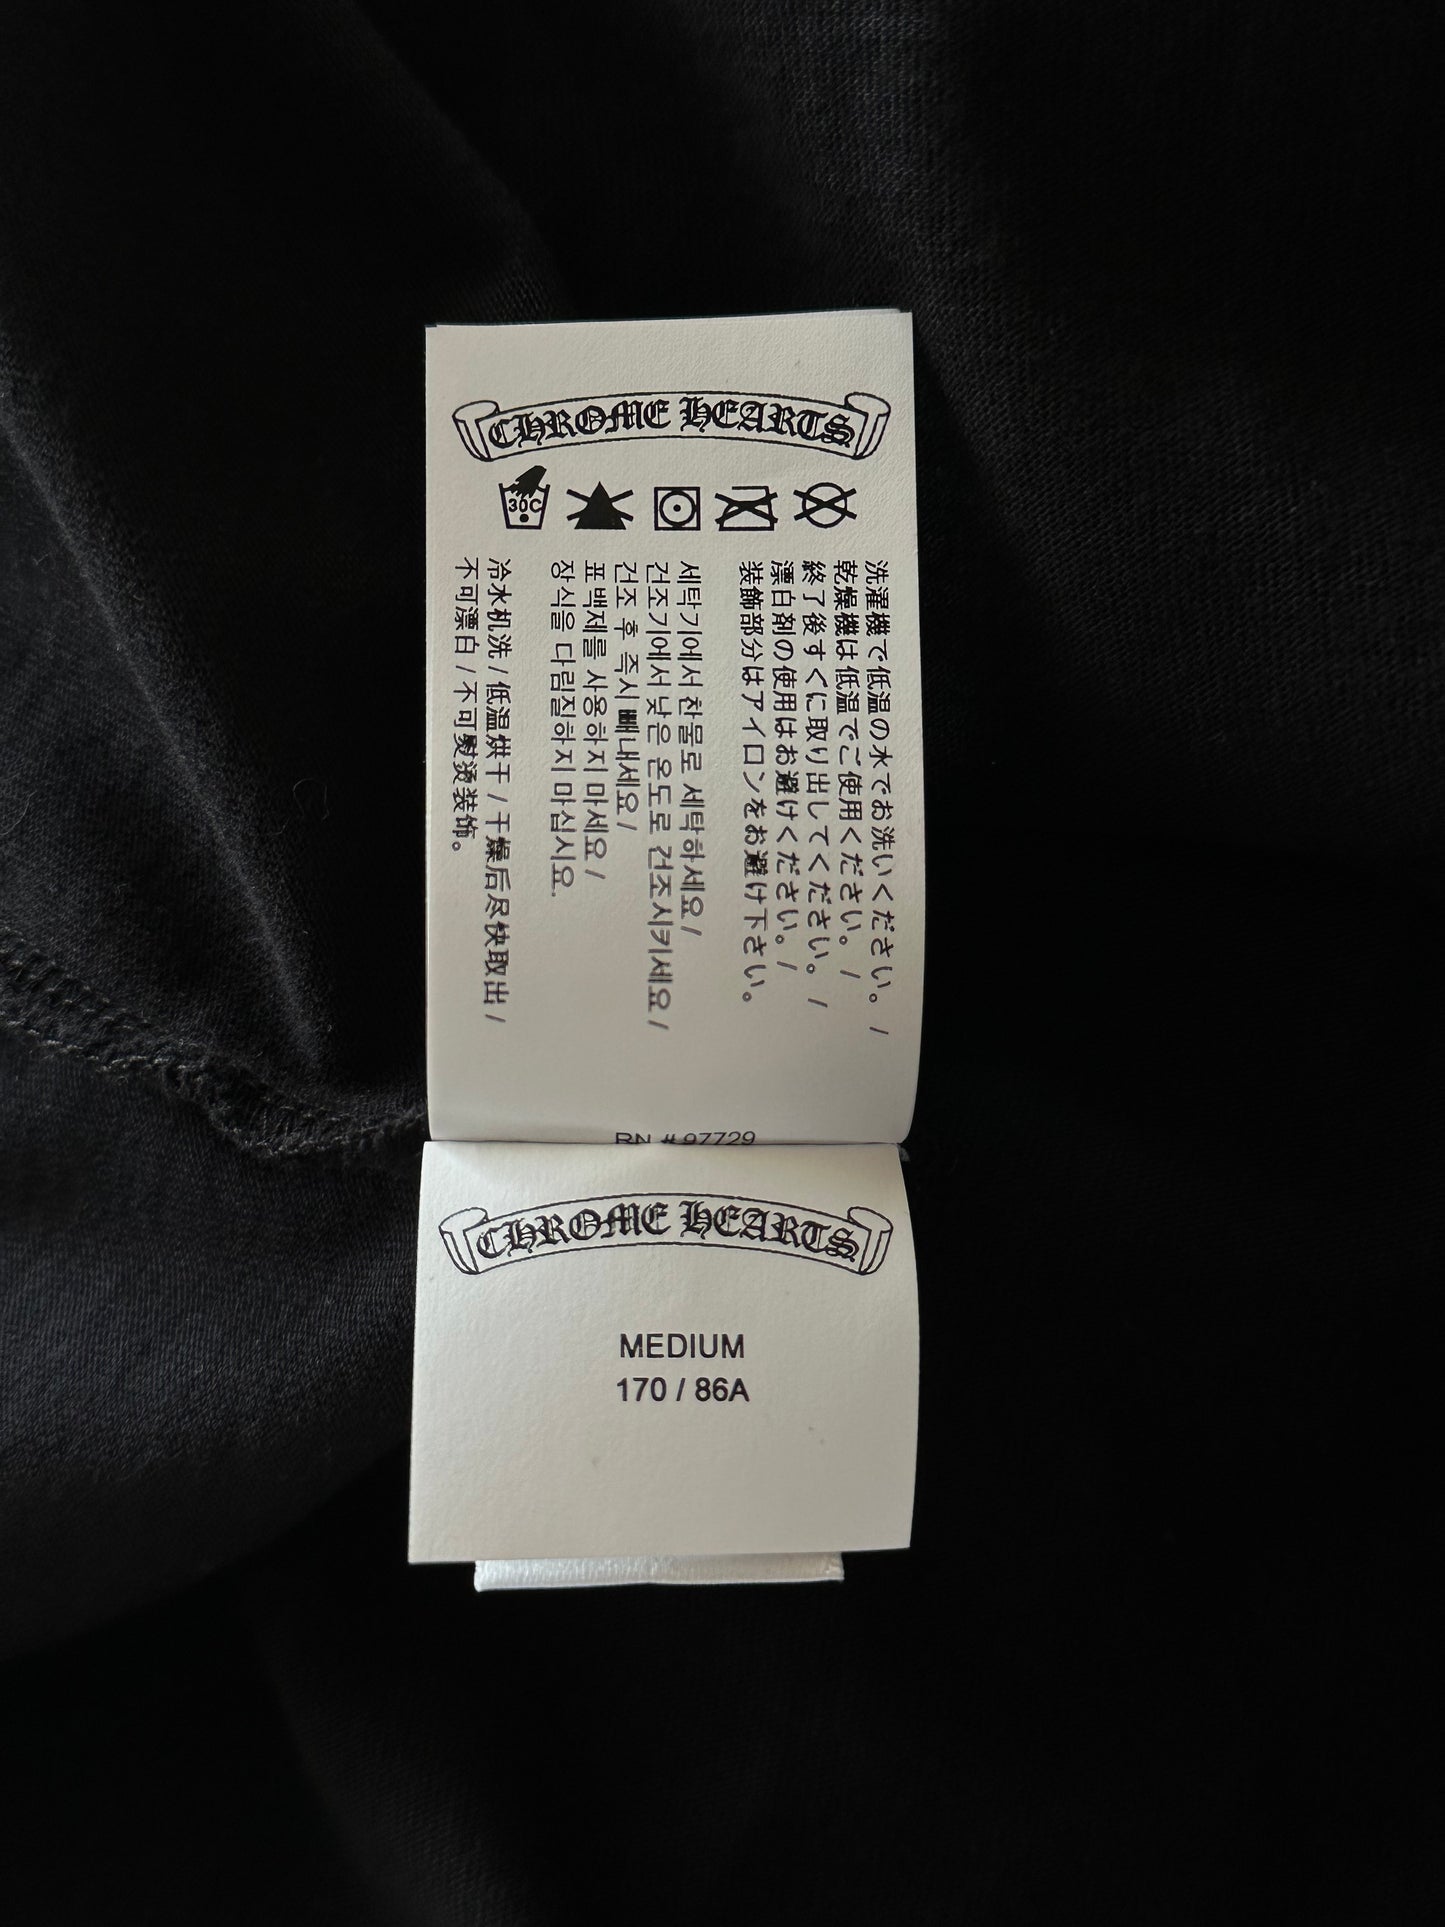 CHROME HEARTS
30C
洗濯機で低温の水でお洗いください。 /
乾燥機は低温でご使用ください。 /
終了後すぐに取り出してください。 /
漂白剤の使用はお避けください。 /
装飾部分はアイロンをお避け下さい。
세탁기에서 찬물로 세탁하세요 /
건조기에서 낮은 온도로 건조시키세요 /
건조 후 즉시 빼내세요 /
표백제를 사용하지 마세요 /
장식을 다림질하지 마십시요.
冷水机洗 / 低温烘干 / 干燥后尽快取出 /
不可漂白 / 不可熨烫装饰。
RN # 97729
CHROME HEARTS
MEDIUM
170 / 86A